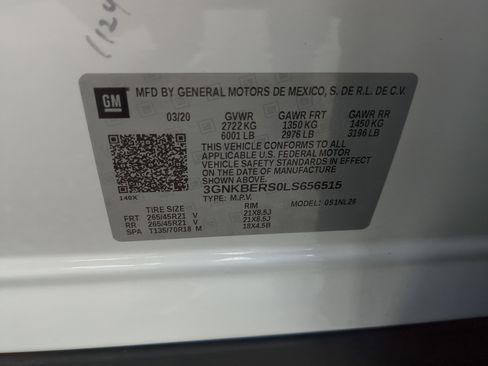 1124
GM
MFD BY GENERAL MOTORS DE MEXICO, S. DE R.L. DE C.V.
03/20 GVWR GAWR FRT GAWR RR
2722 KG 1350 KG 1450 KG
6001 LB 2976 LB 3196 LB
THIS VEHICLE CONFORMS TO ALL
APPLICABLE U.S. FEDERAL MOTOR
VEHICLE SAFETY STANDARDS IN EFFECT
ON THE DATE OF MANUFACTURE
SHOWN ABOVE.
3GNKBERS0LS656515
140X TYPE: M.P.V. MODEL: 0S1NL26
TIRE SIZE RIM
FRT 265/45R21 V 21X8.5J
RR 265/45R21 V 21X8.5J
SPA T135/70R18 M 18X4.5B